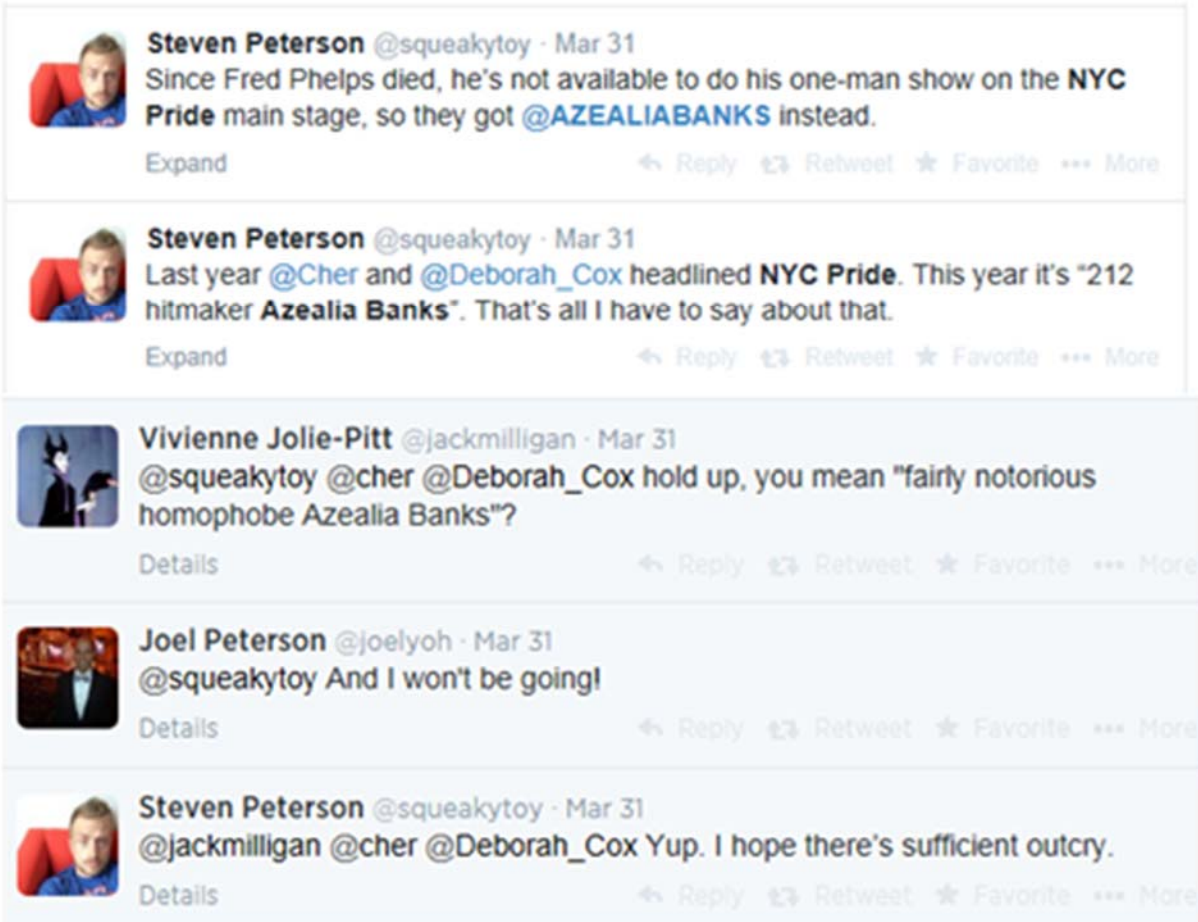 Steven Peterson @squeakytoy · Mar 31
Since Fred Phelps died, he's not available to do his one-man show on the NYC
Pride main stage, so they got @AZEALIABANKS instead.
Expand Reply Retweet Favorite ••• More
Steven Peterson @squeakytoy · Mar 31
Last year @Cher and @Deborah_Cox headlined NYC Pride. This year it's "212
hitmaker Azealia Banks". That's all I have to say about that.
Expand Reply Retweet Favorite ••• More
Vivienne Jolie-Pitt @jackmilligan · Mar 31
@squeakytoy @cher @Deborah_Cox hold up, you mean "fairly notorious
homophobe Azealia Banks"?
Details Reply Retweet Favorite ••• More
Joel Peterson @joelyoh · Mar 31
@squeakytoy And I won't be going!
Details Reply Retweet Favorite ••• More
Steven Peterson @squeakytoy · Mar 31
@jackmilligan @cher @Deborah_Cox Yup. I hope there's sufficient outcry.
Details Reply Retweet Favorite ••• More